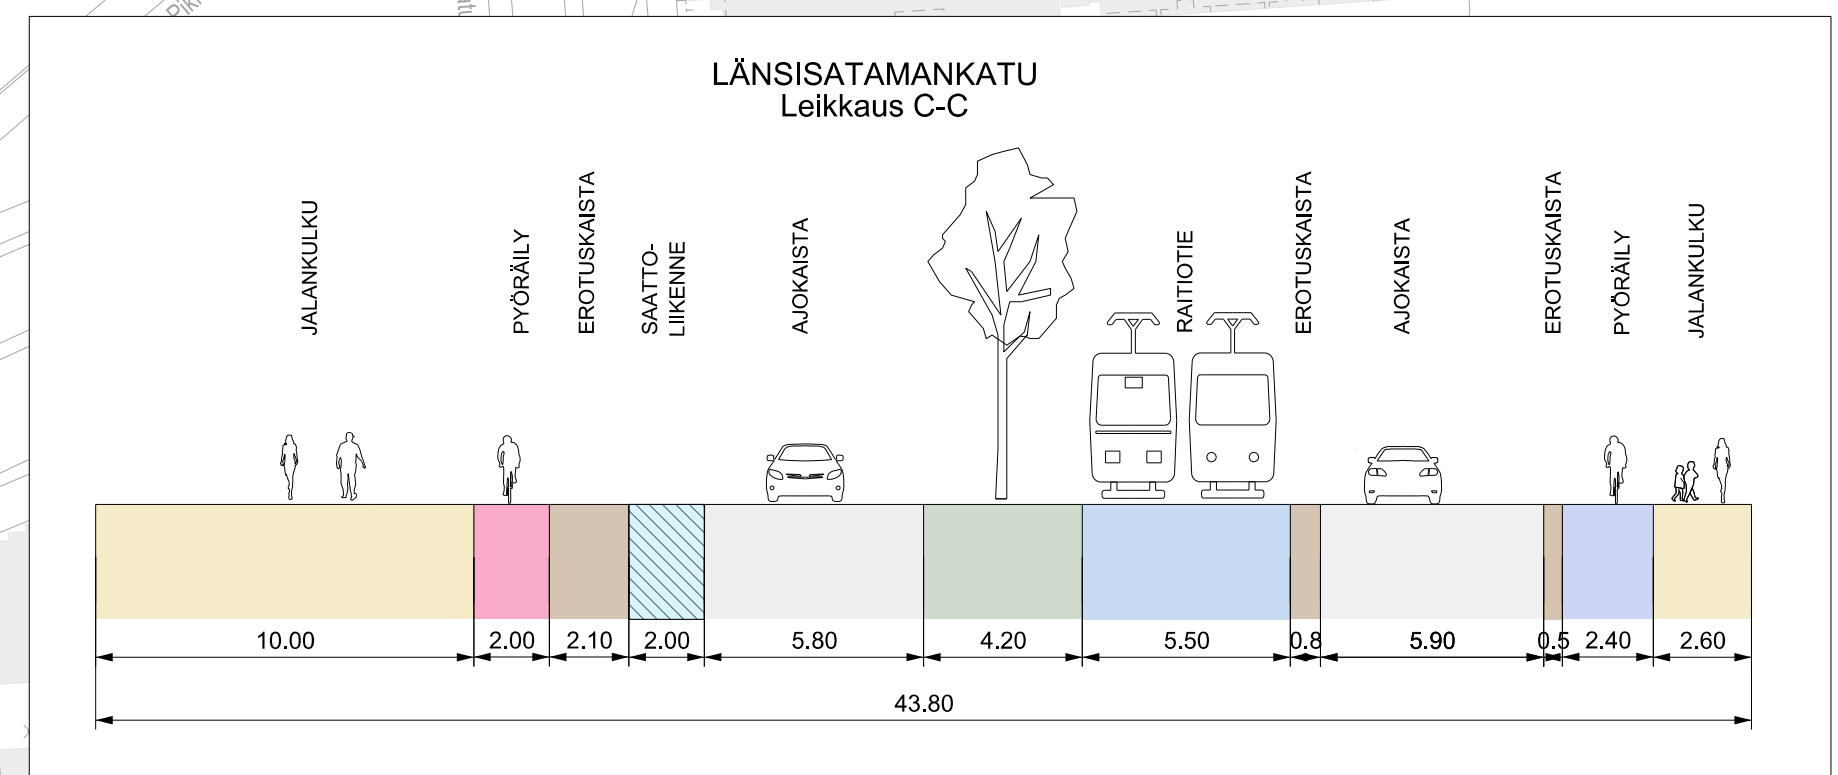 LÄNSISATAMANKATU
Leikkaus C-C
JALANKULKU
PYÖRÄILY
EROTUSKAISTA
SAATTO-
LIIKENNE
AJOKAISTA
RAITIOTIE
EROTUSKAISTA
AJOKAISTA
EROTUSKAISTA
PYÖRÄILY
JALANKULKU
10.00 2.00 2.10 2.00 5.80 4.20 5.50 0.8 5.90 0.5 2.40 2.60
43.80